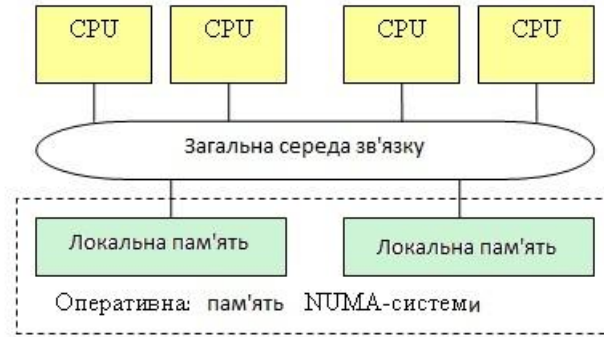 CPU CPU CPU CPU
Загальна середа зв'язку
Локальна пам'ять Локальна пам'ять
Оперативна: пам'ять NUMA-системи